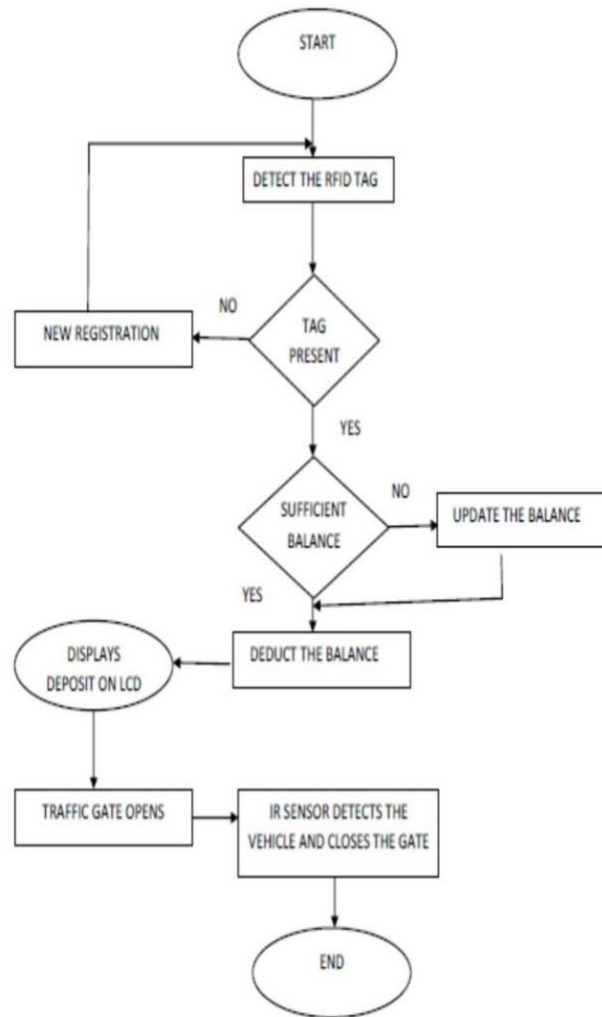 START
DETECT THE RFID TAG
NO
NEW REGISTRATION
TAG
PRESENT
YES
SUFFICIENT
BALANCE
NO
UPDATE THE BALANCE
YES
DEDUCT THE BALANCE
DISPLAYS
DEPOSIT ON LCD
TRAFFIC GATE OPENS
IR SENSOR DETECTS THE
VEHICLE AND CLOSES THE GATE
END